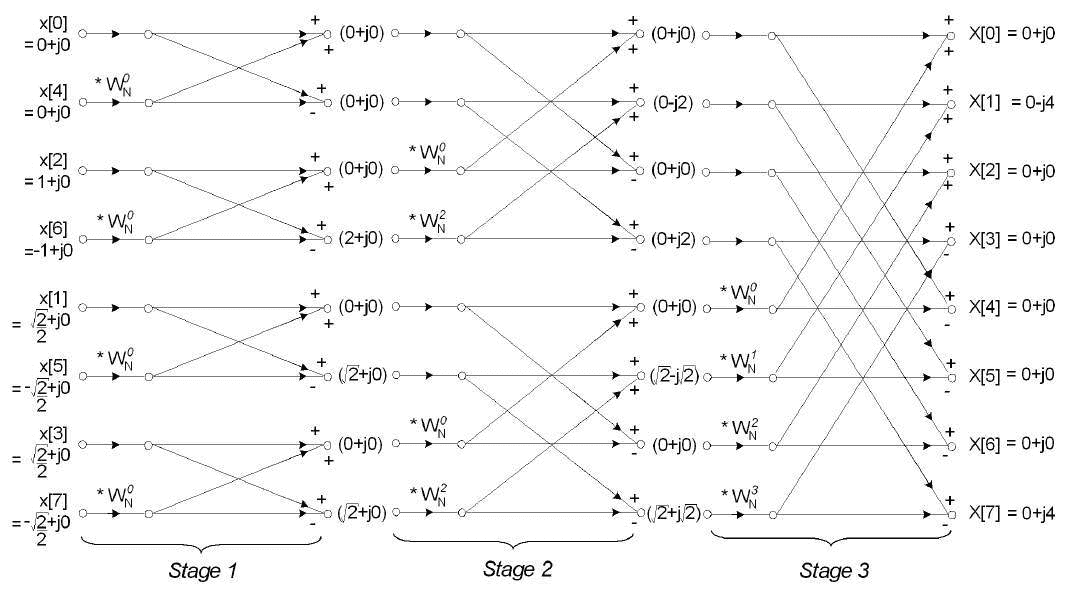 x[0] = 0+j0
+
+
(0+j0)
+
+
(0+j0)
+
+
X[0] = 0+j0
x[4] = 0+j0
* W_N^0
+
-
(0+j0)
+
+
(0-j2)
+
+
X[1] = 0-j4
x[2] = 1+j0
+
+
(0+j0)
* W_N^0
+
-
(0+j0)
+
+
X[2] = 0+j0
x[6] =-1+j0
* W_N^0
+
-
(2+j0)
* W_N^2
+
-
(0+j2)
+
-
X[3] = 0+j0
x[1] = √2/2+j0
+
+
(0+j0)
+
+
(0+j0)
* W_N^0
+
-
X[4] = 0+j0
x[5] =-√2/2+j0
* W_N^0
+
-
(√2+j0)
+
+
(√2-j√2)
* W_N^1
+
-
X[5] = 0+j0
x[3] = √2/2+j0
+
+
(0+j0)
* W_N^0
+
-
(0+j0)
* W_N^2
+
-
X[6] = 0+j0
x[7] =-√2/2+j0
* W_N^0
+
-
(√2+j0)
* W_N^2
+
-
(√2+j√2)
* W_N^3
+
-
X[7] = 0+j4
Stage 1
Stage 2
Stage 3